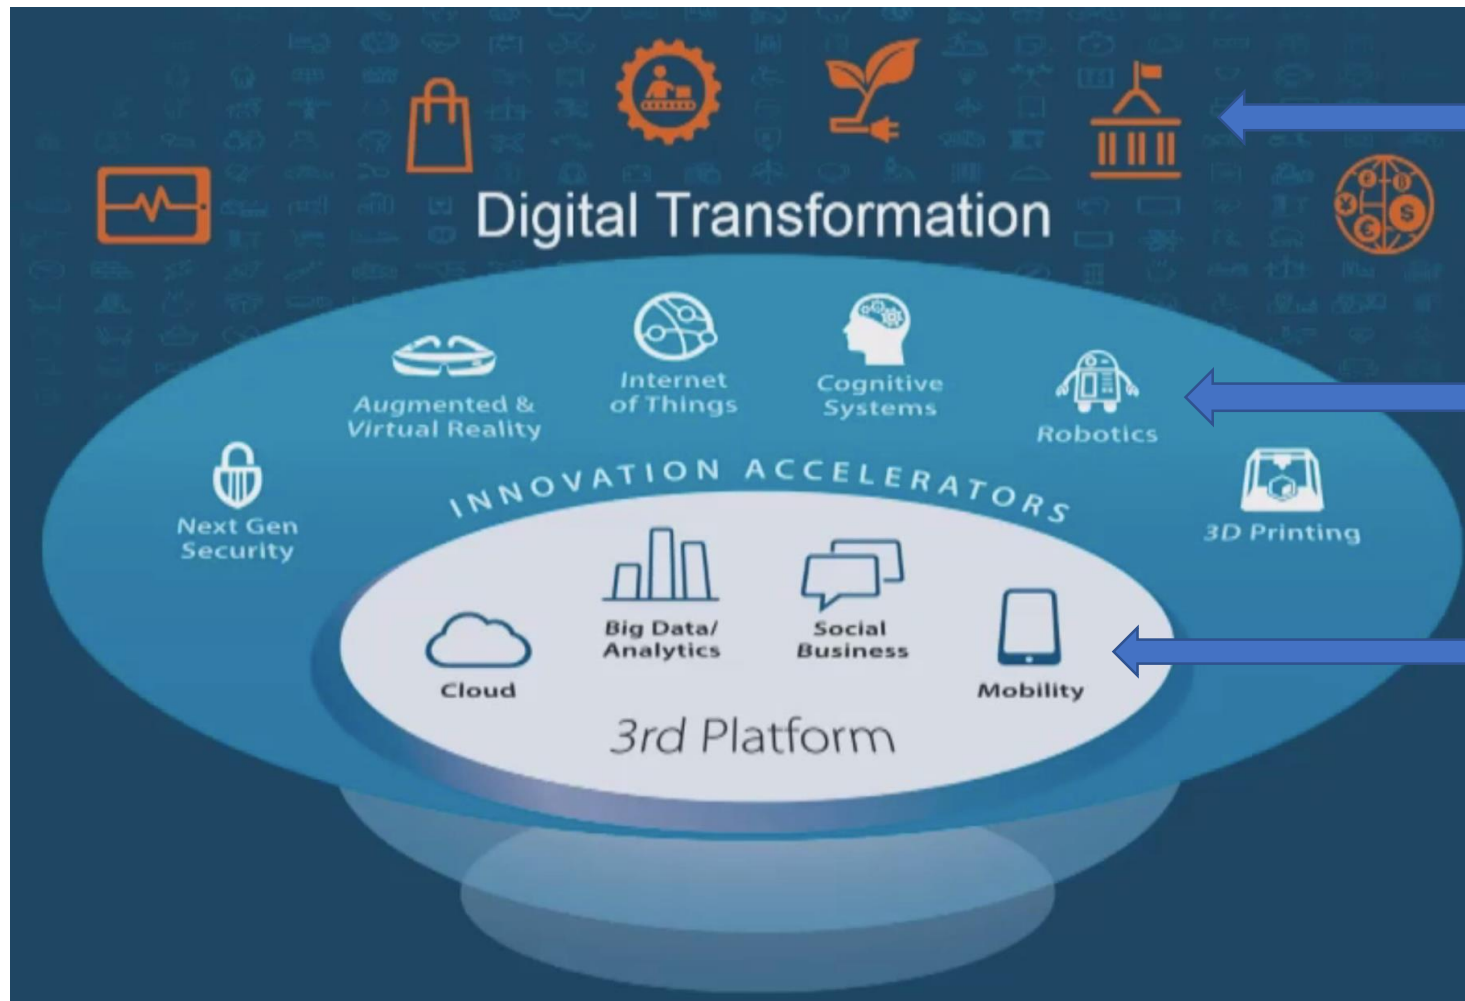 Digital Transformation
Augmented &
Virtual Reality
Internet
of Things
Cognitive
Systems
Robotics
Next Gen
Security
3D Printing
INNOVATION ACCELERATORS
Cloud
Big Data/
Analytics
Social
Business
Mobility
3rd Platform